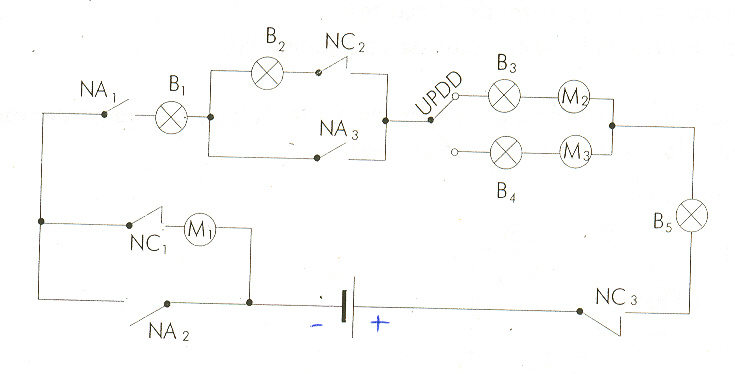 B2
NC2
NA1
B1
UPDD
B3
M2
NA3
M3
B4
B5
NC1
M1
NC3
NA2
- +